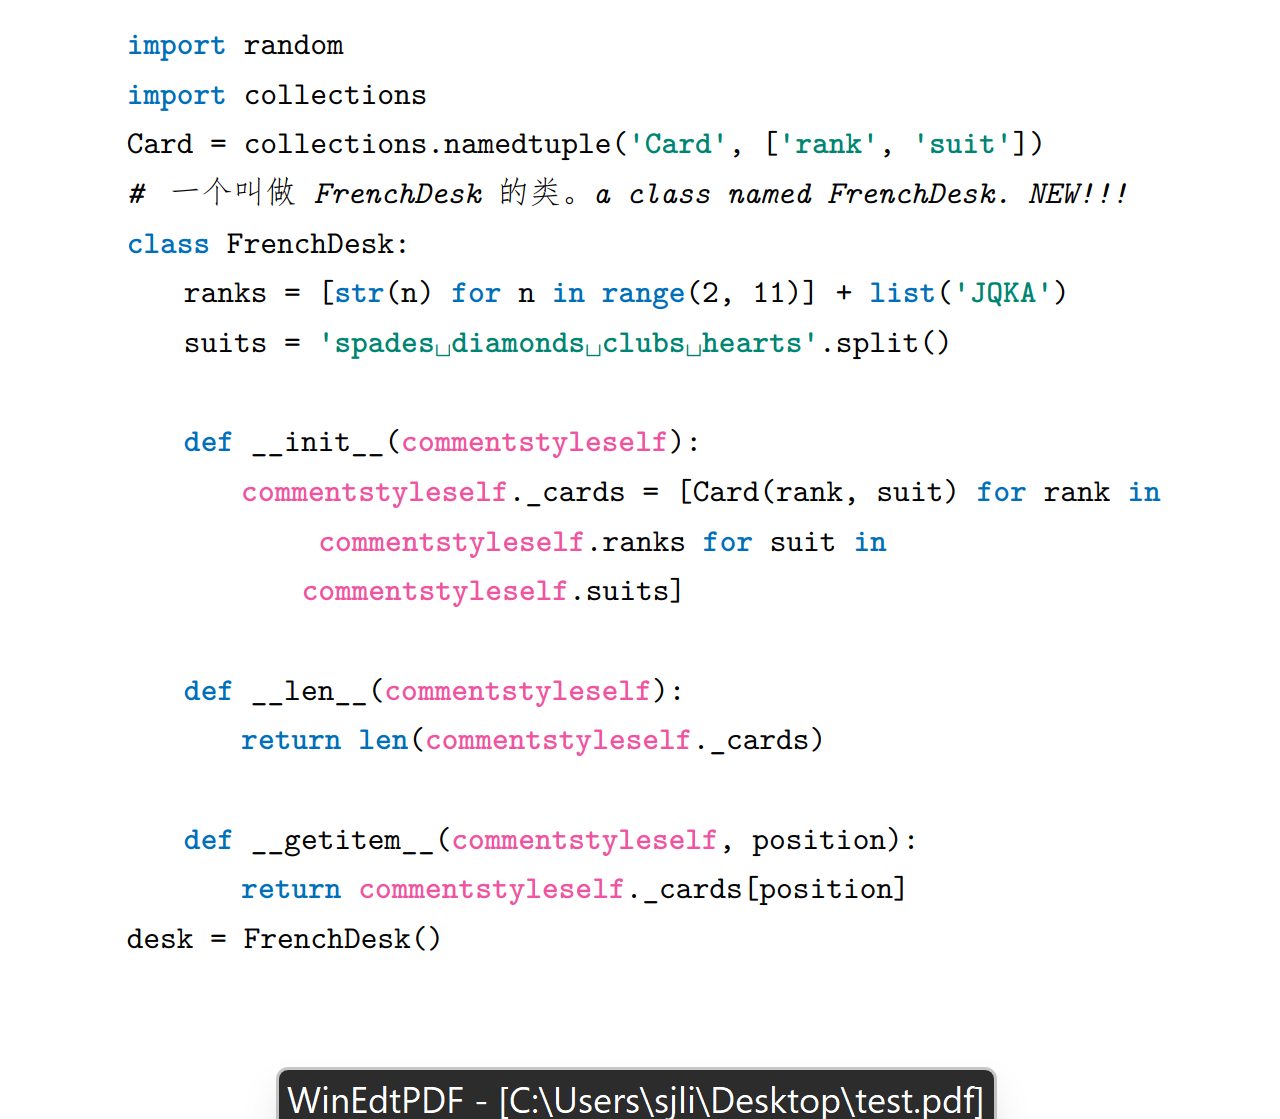 import random
import collections
Card = collections.namedtuple('Card', ['rank', 'suit'])
# 一个叫做 FrenchDesk 的类。a class named FrenchDesk. NEW!!!
class FrenchDesk:
    ranks = [str(n) for n in range(2, 11)] + list('JQKA')
    suits = 'spades␣diamonds␣clubs␣hearts'.split()

    def __init__(commentstyleself):
        commentstyleself._cards = [Card(rank, suit) for rank in
            commentstyleself.ranks for suit in
            commentstyleself.suits]

    def __len__(commentstyleself):
        return len(commentstyleself._cards)

    def __getitem__(commentstyleself, position):
        return commentstyleself._cards[position]
desk = FrenchDesk()
WinEdtPDF - [C:\Users\sjli\Desktop\test.pdf]